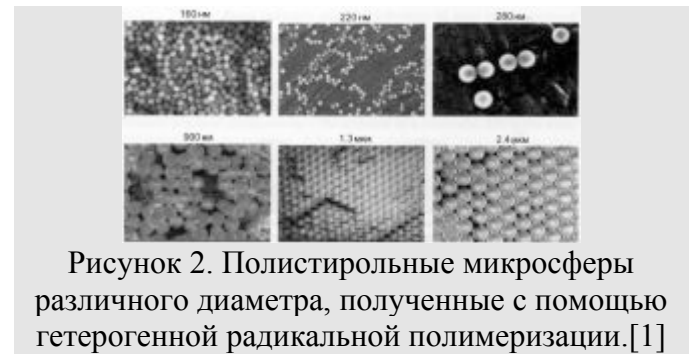 160 нм 220 нм 280 нм
900 нм 1.3 мкм 2.4 мкм
Рисунок 2. Полистирольные микросферы
различного диаметра, полученные с помощью
гетерогенной радикальной полимеризации.[1]